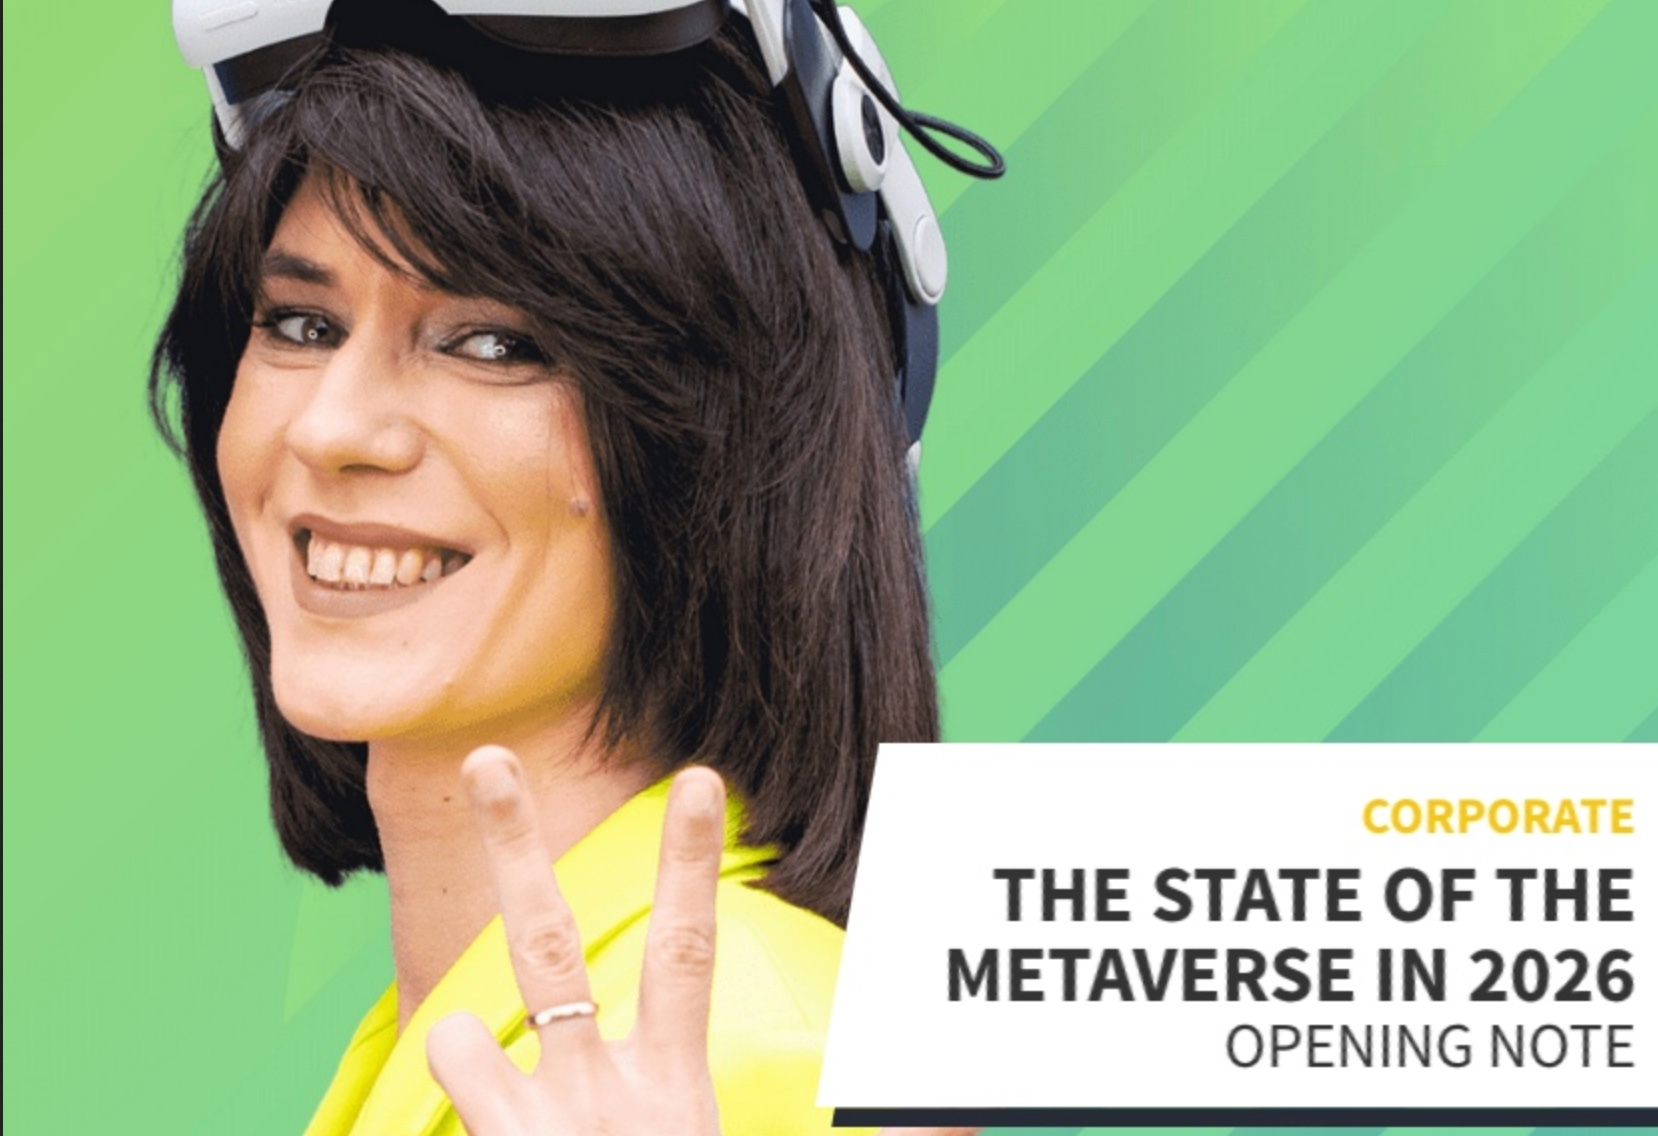 CORPORATE
THE STATE OF THE
METAVERSE IN 2026
OPENING NOTE